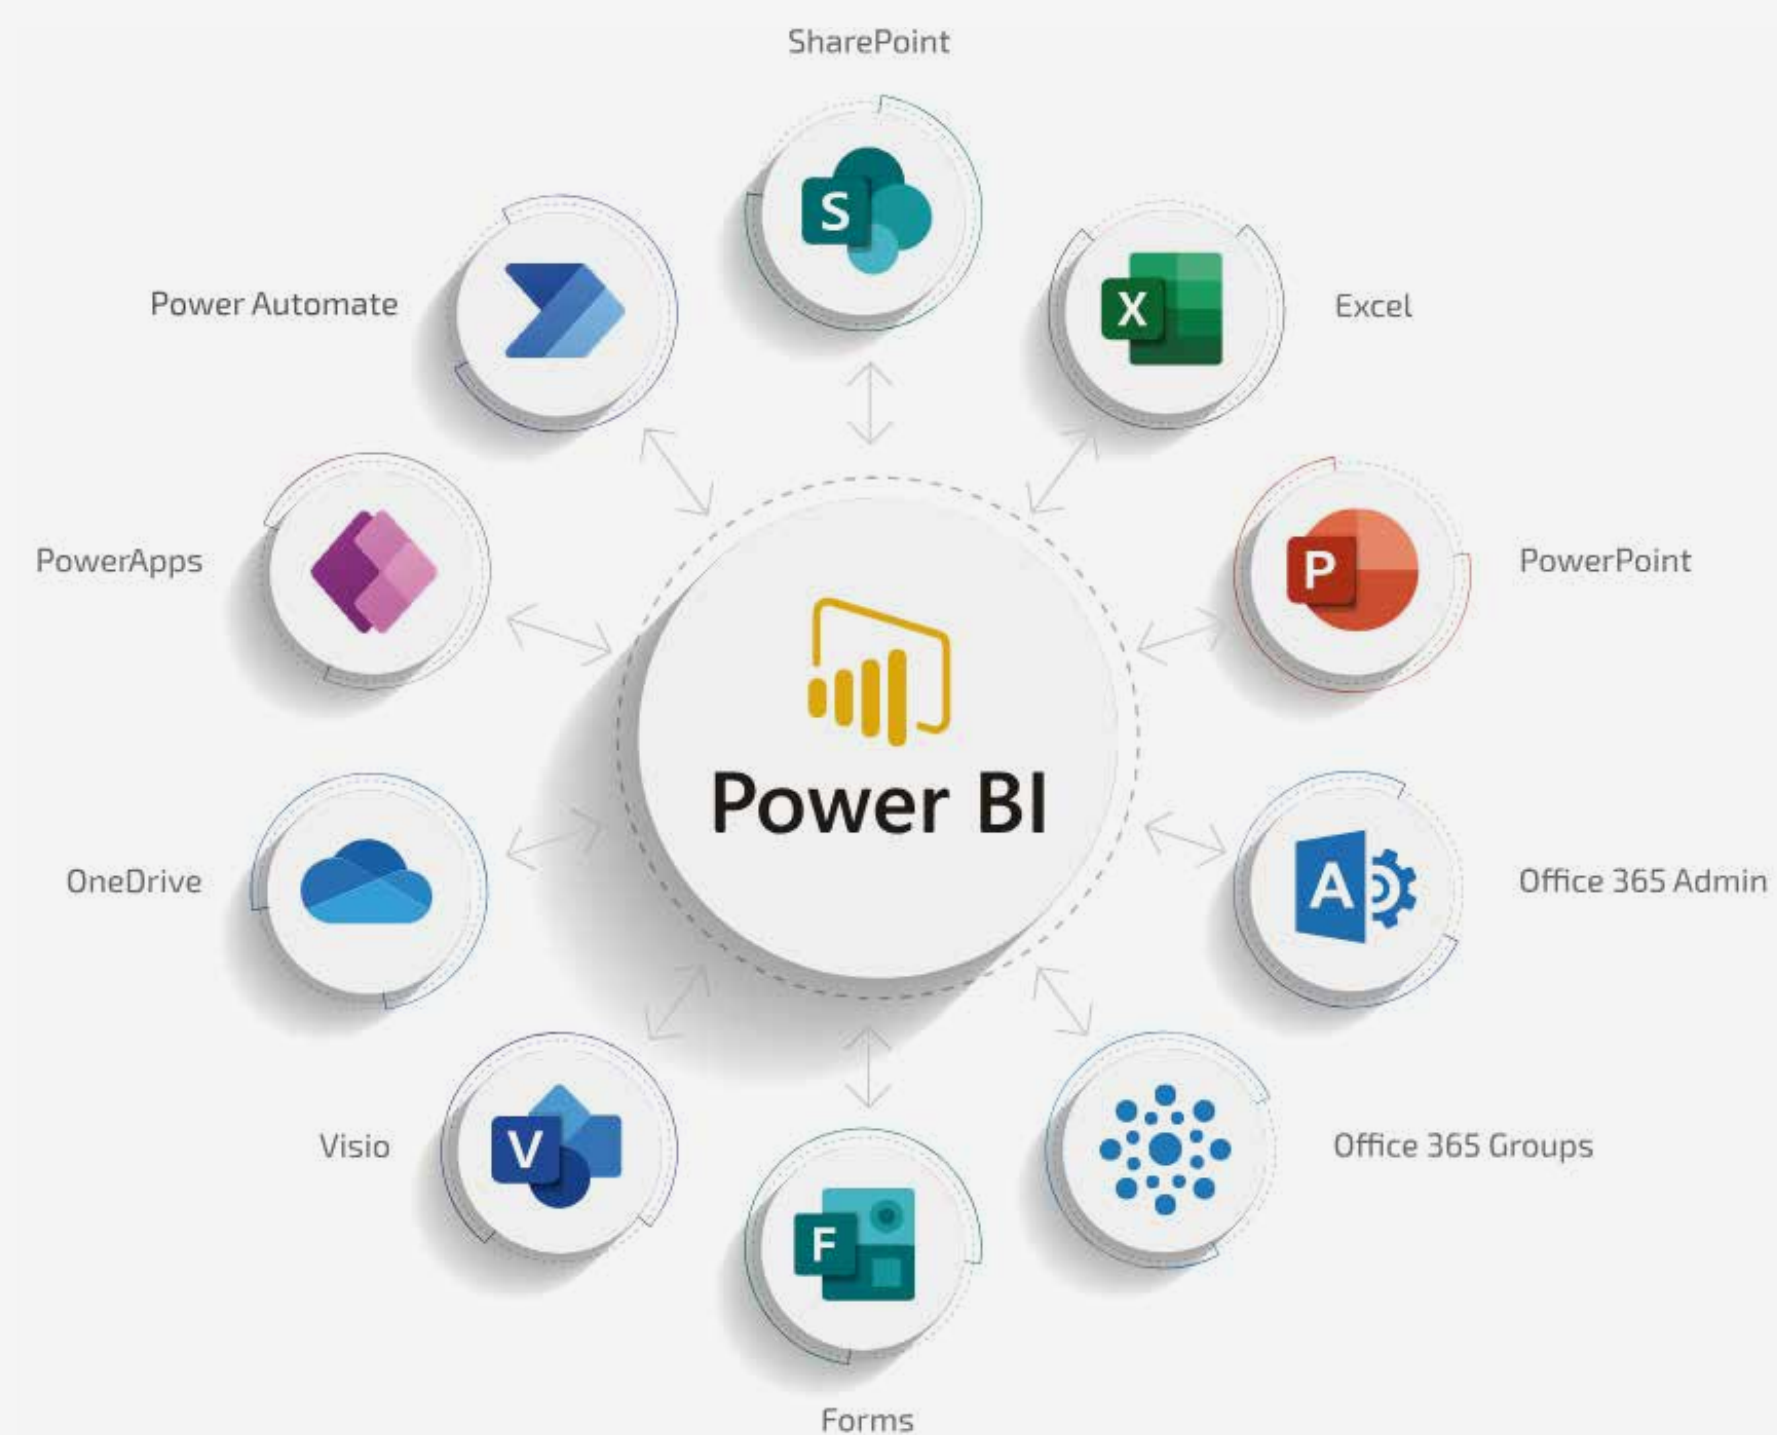 SharePoint
S
Power Automate
X
Excel
PowerApps
P
PowerPoint
Power BI
OneDrive
A
Office 365 Admin
Visio
V
Office 365 Groups
F
Forms